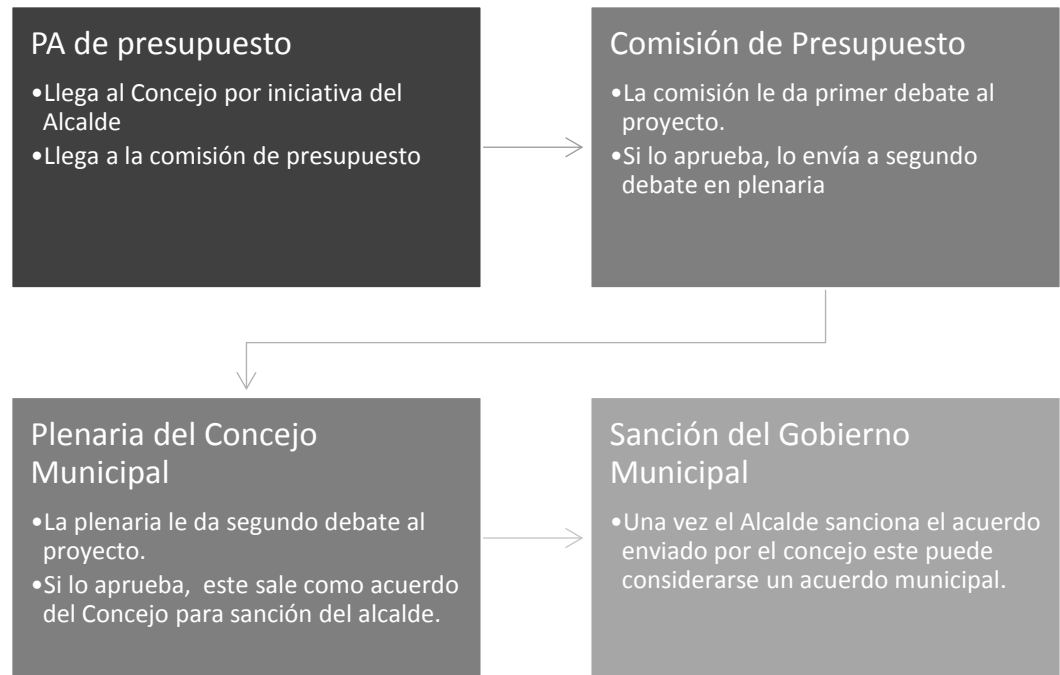 PA de presupuesto
•Llega al Concejo por iniciativa del
Alcalde
•Llega a la comisión de presupuesto
Comisión de Presupuesto
•La comisión le da primer debate al
proyecto.
•Si lo aprueba, lo envía a segundo
debate en plenaria
Plenaria del Concejo
Municipal
•La plenaria le da segundo debate al
proyecto.
•Si lo aprueba, este sale como acuerdo
del Concejo para sanción del alcalde.
Sanción del Gobierno
Municipal
•Una vez el Alcalde sanciona el acuerdo
enviado por el concejo este puede
considerarse un acuerdo municipal.